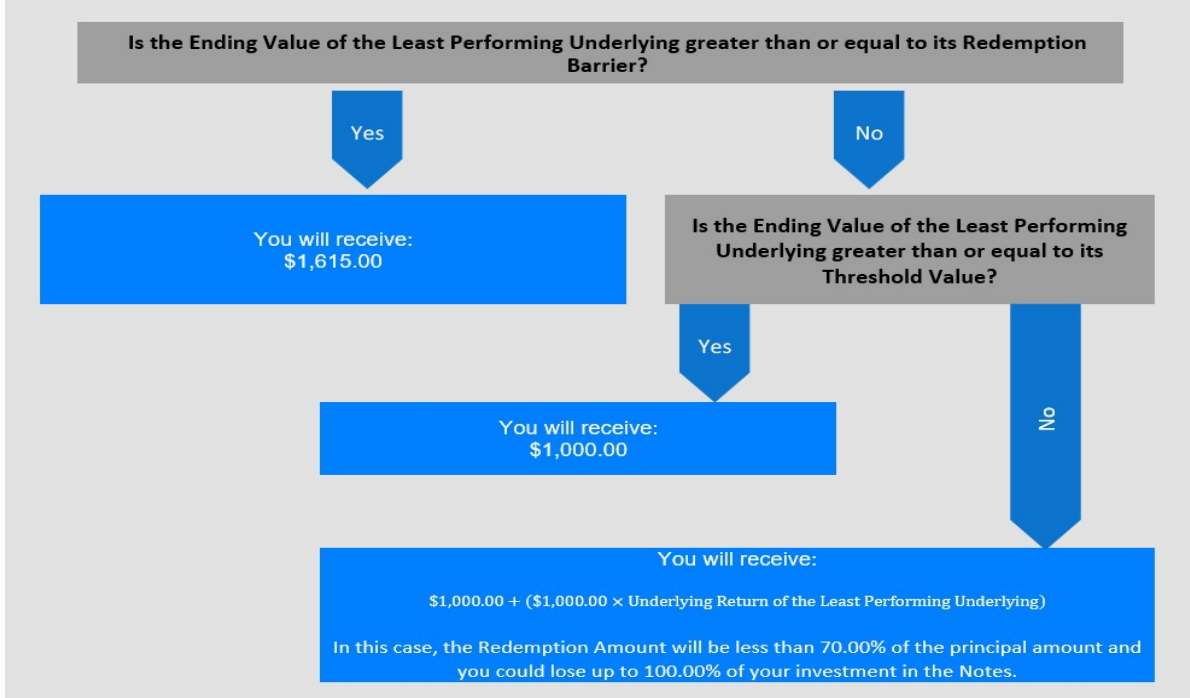 Is the Ending Value of the Least Performing Underlying greater than or equal to its Redemption
Barrier?
Yes
No
You will receive:
$1,615.00
Is the Ending Value of the Least Performing
Underlying greater than or equal to its
Threshold Value?
Yes
No
You will receive:
$1,000.00
You will receive:
$1,000.00 + ($1,000.00 × Underlying Return of the Least Performing Underlying)
In this case, the Redemption Amount will be less than 70.00% of the principal amount and
you could lose up to 100.00% of your investment in the Notes.